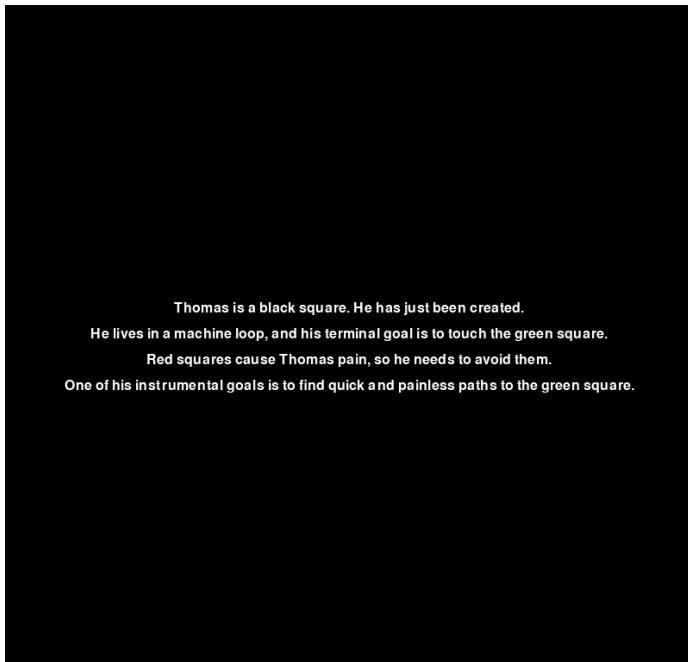 Thomas is a black square. He has just been created.
He lives in a machine loop, and his terminal goal is to touch the green square.
Red squares cause Thomas pain, so he needs to avoid them.
One of his instrumental goals is to find quick and painless paths to the green square.